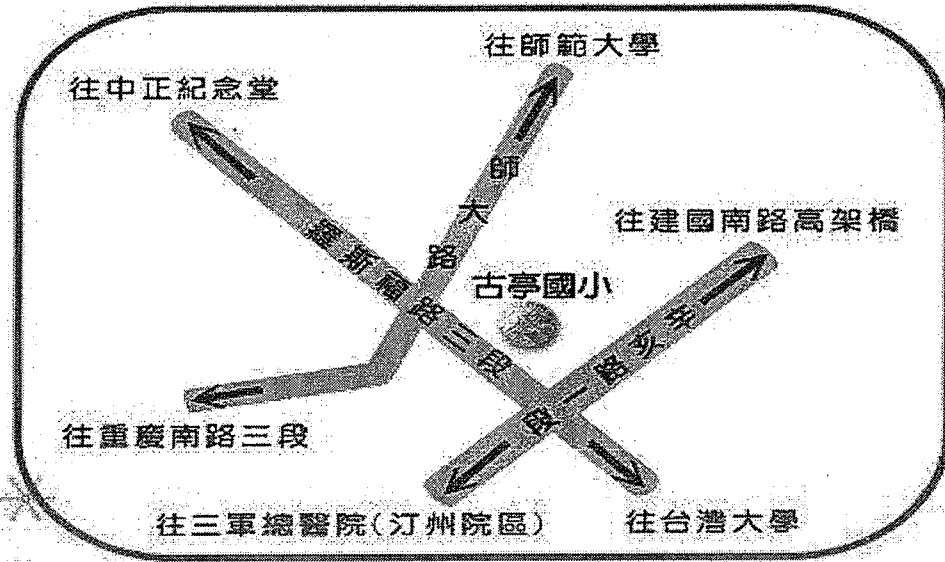 往師範大學
往中正紀念堂
師大路
往建國南路高架橋
羅斯福路三段
古亭國小
辛亥路一段
往重慶南路三段
往三軍總醫院(汀州院區)
往台灣大學